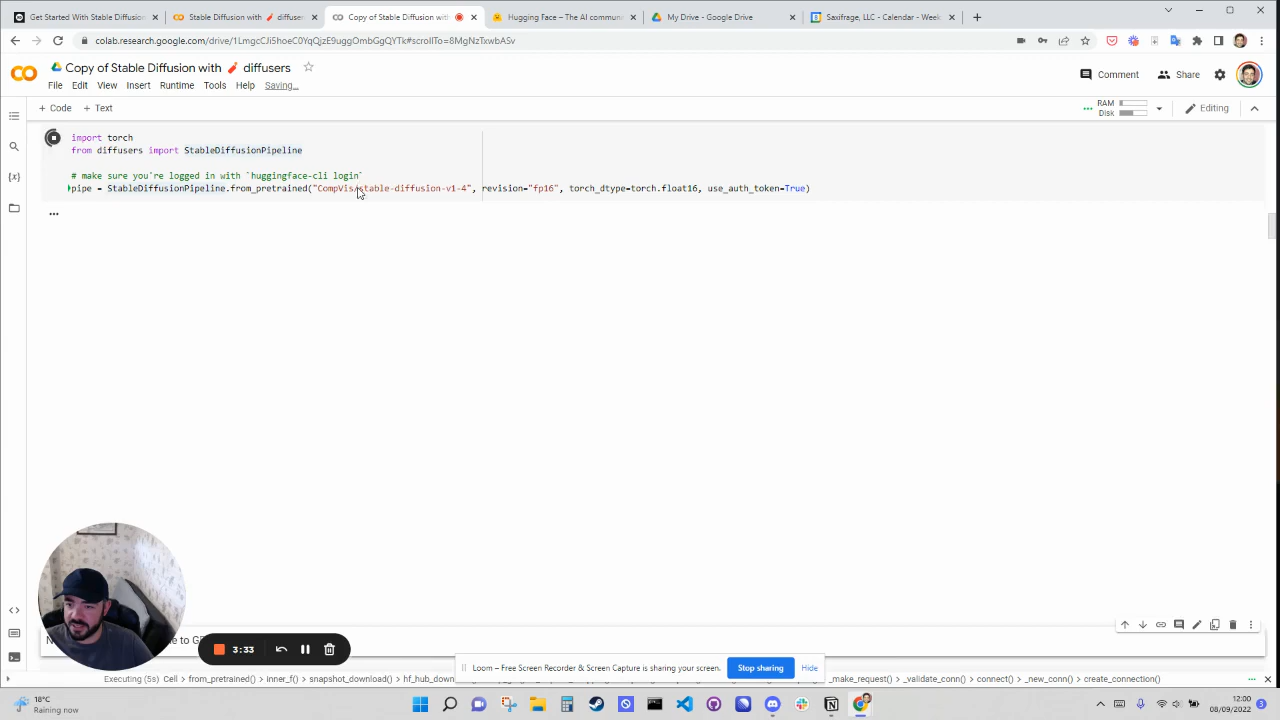 Get Started With Stable Diffusion
Stable Diffusion with 🧨 diffuser
Copy of Stable Diffusion with
Hugging Face – The AI commun
My Drive - Google Drive
Saxifrage, LLC - Calendar - Week
colab.research.google.com/drive/1LmgcCJi5hoeC0YqQjzE9uggOmbGgQYTk#scrollTo=8MgNzTxwbASv
Copy of Stable Diffusion with 🧨 diffusers
File Edit View Insert Runtime Tools Help Saving...
Comment Share
+ Code + Text
RAM
Disk
Editing
import torch
from diffusers import StableDiffusionPipeline
# make sure you're logged in with `huggingface-cli login`
pipe = StableDiffusionPipeline.from_pretrained("CompVis/stable-diffusion-v1-4", revision="fp16", torch_dtype=torch.float16, use_auth_token=True)
...
3:33
Loom – Free Screen Recorder & Screen Capture is sharing your screen.
Stop sharing
Hide
Executing (5s) Cell > from_pretrained() > inner_f() > snapshot_download() > hf_hub_down
_make_request() > _validate_conn() > connect() > _new_conn() > create_connection()
18°C
Raining now
12:00
08/09/2022